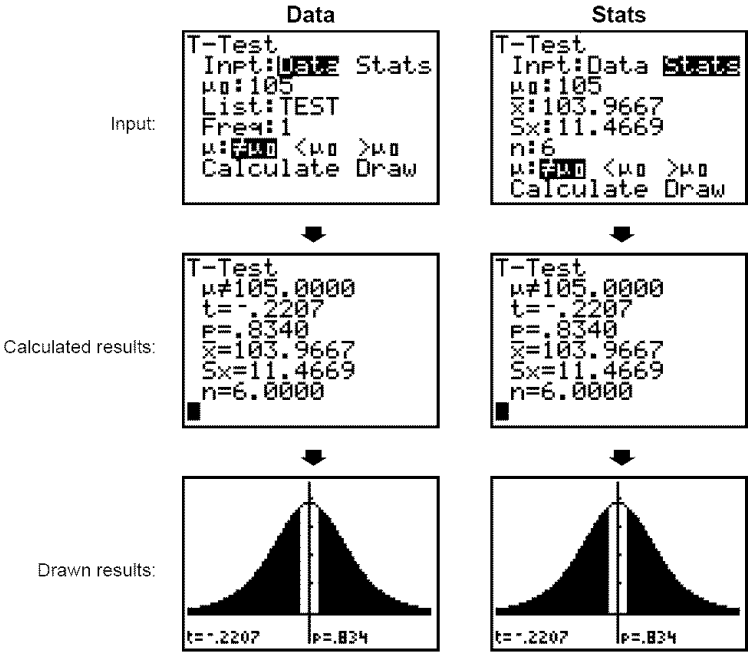 Data
Stats
Input:
T-Test
Inpt:Data Stats
μ0:105
List:TEST
Freq:1
μ:≠μ0 <μ0 >μ0
Calculate Draw
T-Test
Inpt:Data Stats
μ0:105
x̄:103.9667
Sx:11.4669
n:6
μ:≠μ0 <μ0 >μ0
Calculate Draw
Calculated results:
T-Test
μ≠105.0000
t=-.2207
p=.8340
x̄=103.9667
Sx=11.4669
n=6.0000
T-Test
μ≠105.0000
t=-.2207
p=.8340
x̄=103.9667
Sx=11.4669
n=6.0000
Drawn results:
t=-.2207 p=.834
t=-.2207 p=.834